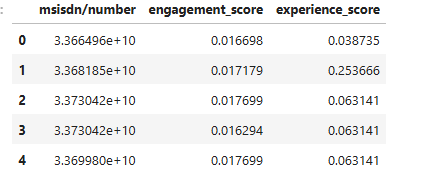 :
msisdn/number engagement_score experience_score
0 3.366496e+10 0.016698 0.038735
1 3.368185e+10 0.017179 0.253666
2 3.373042e+10 0.017699 0.063141
3 3.373042e+10 0.016294 0.063141
4 3.369980e+10 0.017699 0.063141